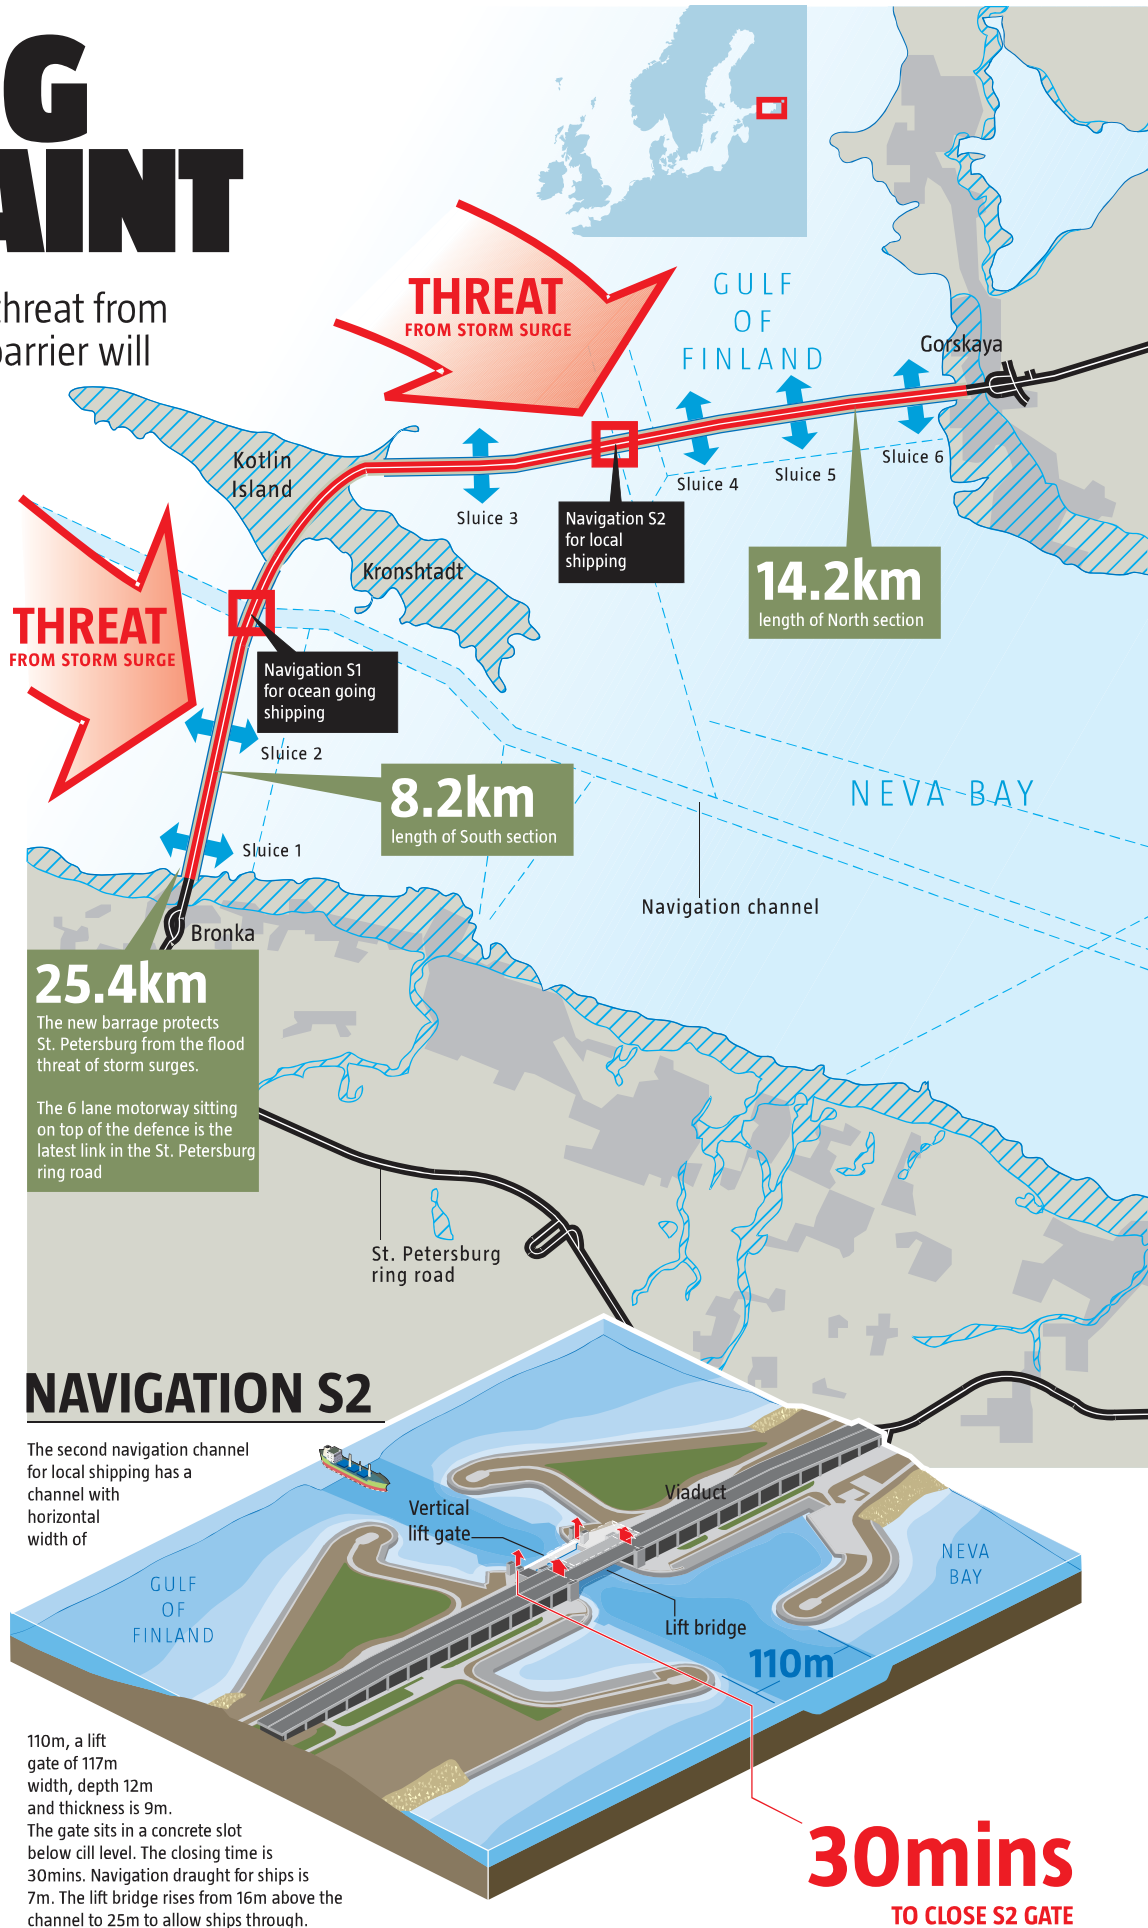 G
AINT
threat from
barrier will
THREAT
FROM STORM SURGE
GULF
OF
FINLAND
Gorskaya
Kotlin
Island
Sluice 3
Navigation S2
for local
shipping
Sluice 4
Sluice 5
Sluice 6
14.2km
length of North section
Kronshtadt
THREAT
FROM STORM SURGE
Navigation S1
for ocean going
shipping
Sluice 2
8.2km
length of South section
NEVA BAY
Sluice 1
Navigation channel
Bronka
25.4km
The new barrage protects
St. Petersburg from the flood
threat of storm surges.
The 6 lane motorway sitting
on top of the defence is the
latest link in the St. Petersburg
ring road
St. Petersburg
ring road
NAVIGATION S2
The second navigation channel
for local shipping has a
channel with
horizontal
width of
110m, a lift
gate of 117m
width, depth 12m
and thickness is 9m.
The gate sits in a concrete slot
below cill level. The closing time is
30mins. Navigation draught for ships is
7m. The lift bridge rises from 16m above the
channel to 25m to allow ships through.
Vertical
lift gate
Viaduct
GULF
OF
FINLAND
NEVA
BAY
Lift bridge
110m
30mins
TO CLOSE S2 GATE